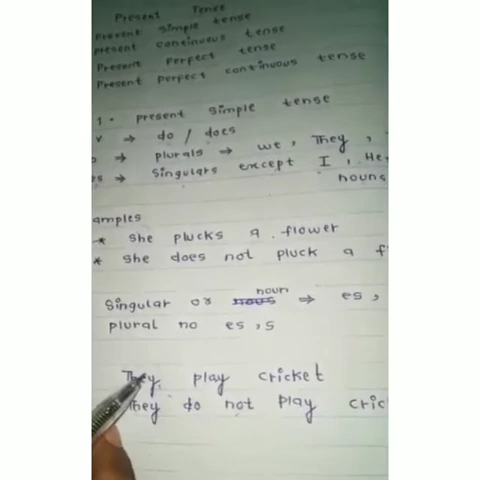 Present Tense
Present simple tense
Present continuous tense
Present Perfect tense
Present perfect continuous tense
1. present simple tense
v ⇒ do / does
o ⇒ plurals ⇒ we, They,
es ⇒ Singulars except I, He
nouns
amples
* she plucks a flower
* she does not pluck a f
Singular or noun ⇒ es,
plural no es, s
They play cricket
They do not play cric